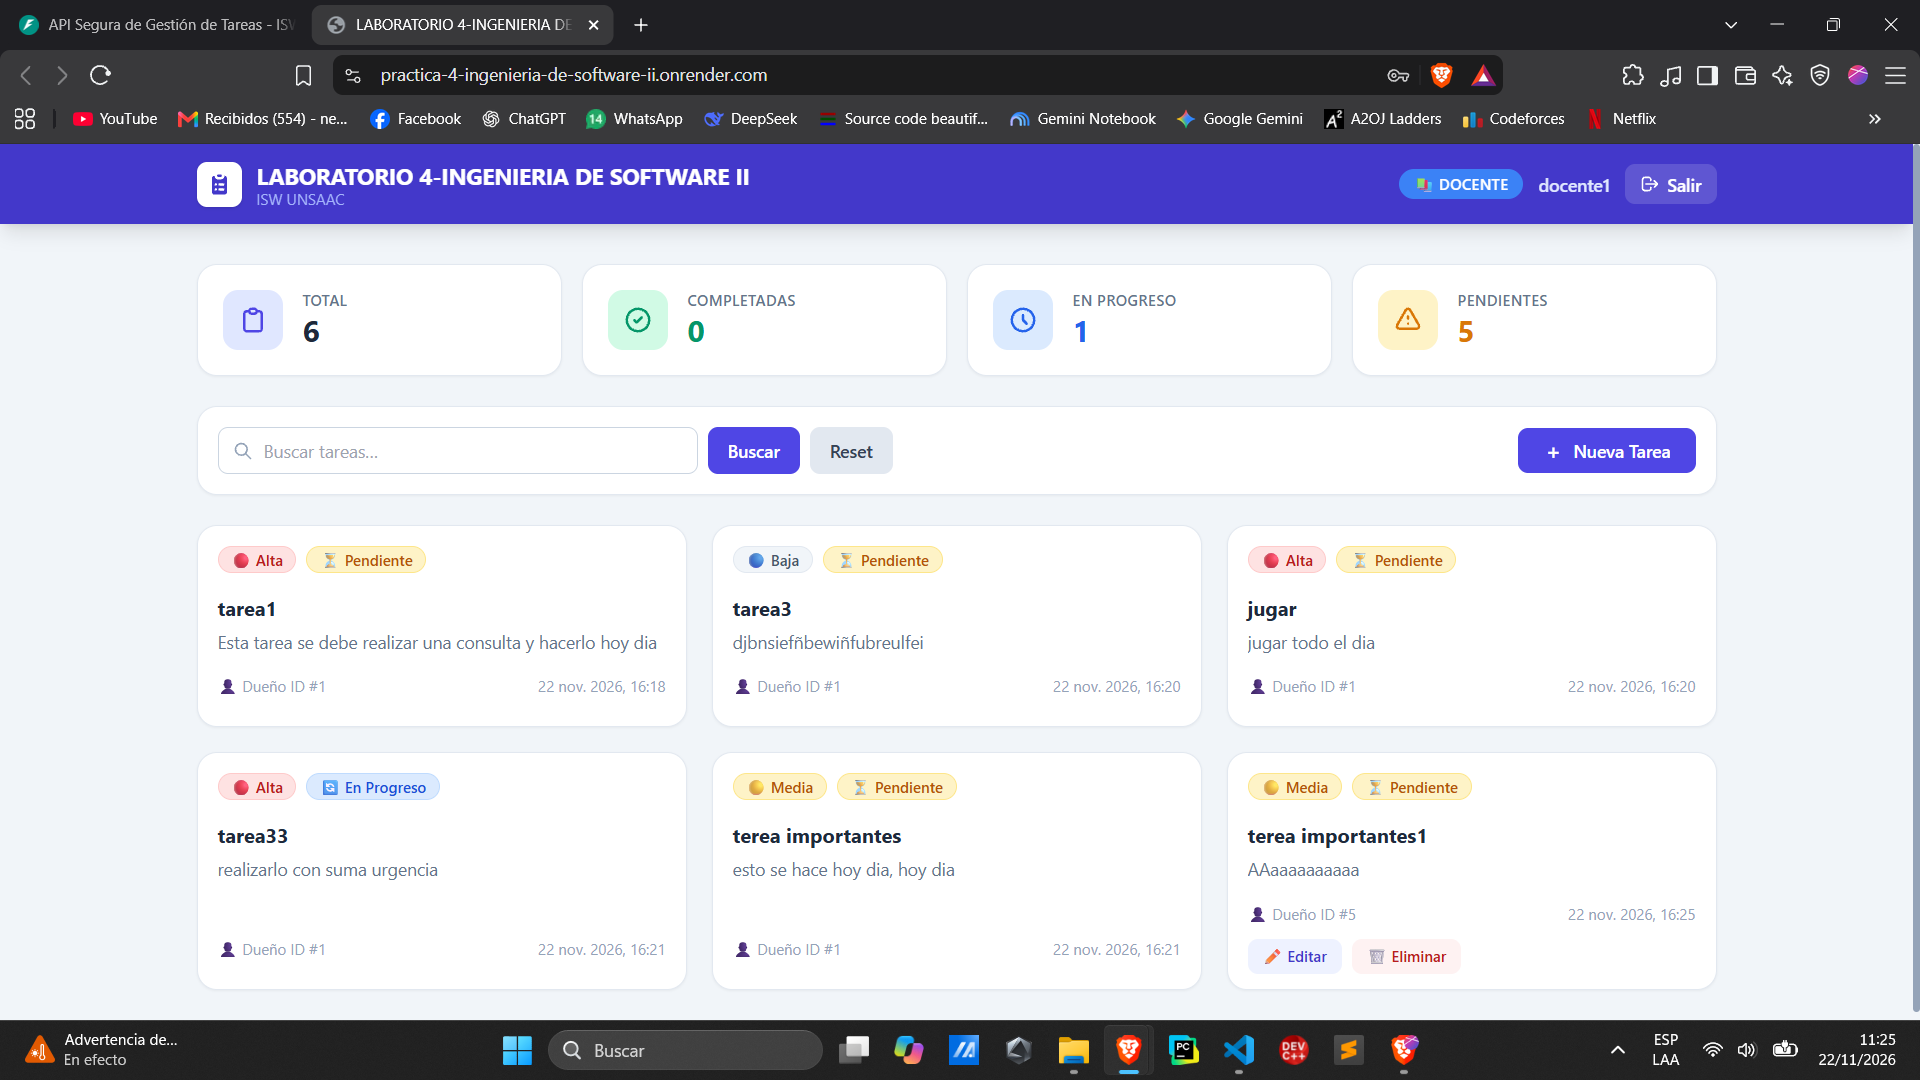 API Segura de Gestión de Tareas - ISW
LABORATORIO 4-INGENIERIA DE
practica-4-ingenieria-de-software-ii.onrender.com
YouTube
Recibidos (554) - ne...
Facebook
ChatGPT
14
WhatsApp
DeepSeek
Source code beautif...
Gemini Notebook
Google Gemini
A2OJ Ladders
Codeforces
Netflix
LABORATORIO 4-INGENIERIA DE SOFTWARE II
ISW UNSAAC
DOCENTE
docente1
Salir
TOTAL
6
COMPLETADAS
0
EN PROGRESO
1
PENDIENTES
5
Buscar tareas...
Buscar
Reset
+ Nueva Tarea
Alta
Pendiente
tarea1
Esta tarea se debe realizar una consulta y hacerlo hoy dia
Dueño ID #1
22 nov. 2026, 16:18
Baja
Pendiente
tarea3
djbnsiefñbewiñfubreulfei
Dueño ID #1
22 nov. 2026, 16:20
Alta
Pendiente
jugar
jugar todo el dia
Dueño ID #1
22 nov. 2026, 16:20
Alta
En Progreso
tarea33
realizarlo con suma urgencia
Dueño ID #1
22 nov. 2026, 16:21
Media
Pendiente
terea importantes
esto se hace hoy dia, hoy dia
Dueño ID #1
22 nov. 2026, 16:21
Media
Pendiente
terea importantes1
AAaaaaaaaaaa
Dueño ID #5
22 nov. 2026, 16:25
Editar
Eliminar
Advertencia de...
En efecto
Buscar
PC
DEV C++
ESP
LAA
11:25
22/11/2026